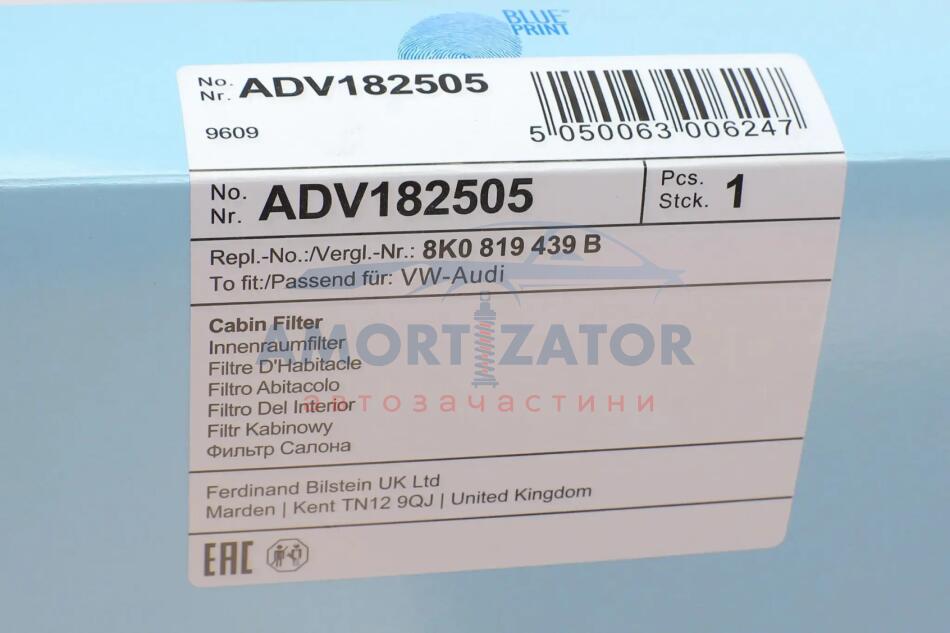 BLUE PRINT
No. Nr. ADV182505
9609
5 050063 006247
No. Nr. ADV182505
Pcs. Stck. 1
Repl.-No.:/Vergl.-Nr.: 8K0 819 439 B
To fit:/Passend für: VW-Audi
Cabin Filter
Innenraumfilter
Filtre D'Habitacle
Filtro Abitacolo
Filtro Del Interior
Filtr Kabinowy
Фильтр Салона
AMORTIZATOR
автозачастини
Ferdinand Bilstein UK Ltd
Marden | Kent TN12 9QJ | United Kingdom
EAC